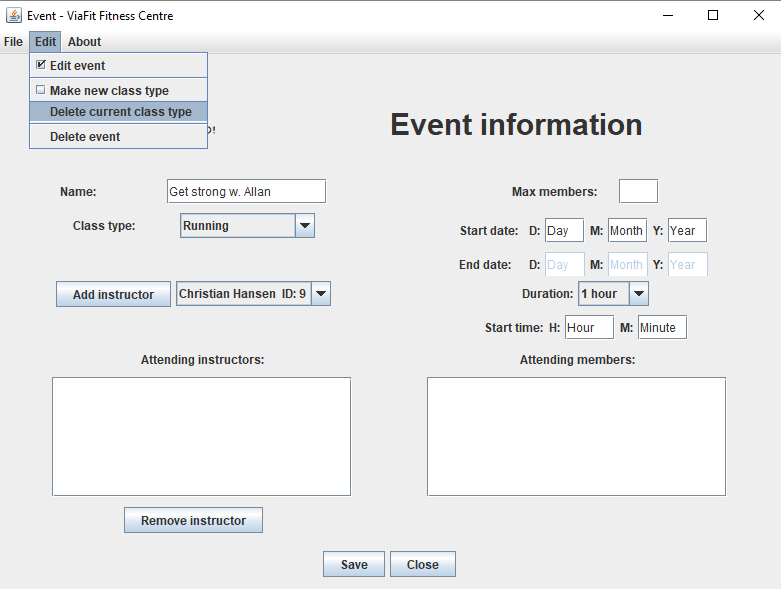 Event - ViaFit Fitness Centre
File Edit About
Edit event
Make new class type
Delete current class type
Delete event
Event information
Name: Get strong w. Allan
Max members:
Class type: Running
Start date: D: Day M: Month Y: Year
End date: D: Day M: Month Y: Year
Add instructor Christian Hansen ID: 9
Duration: 1 hour
Start time: H: Hour M: Minute
Attending instructors:
Attending members:
Remove instructor
Save Close